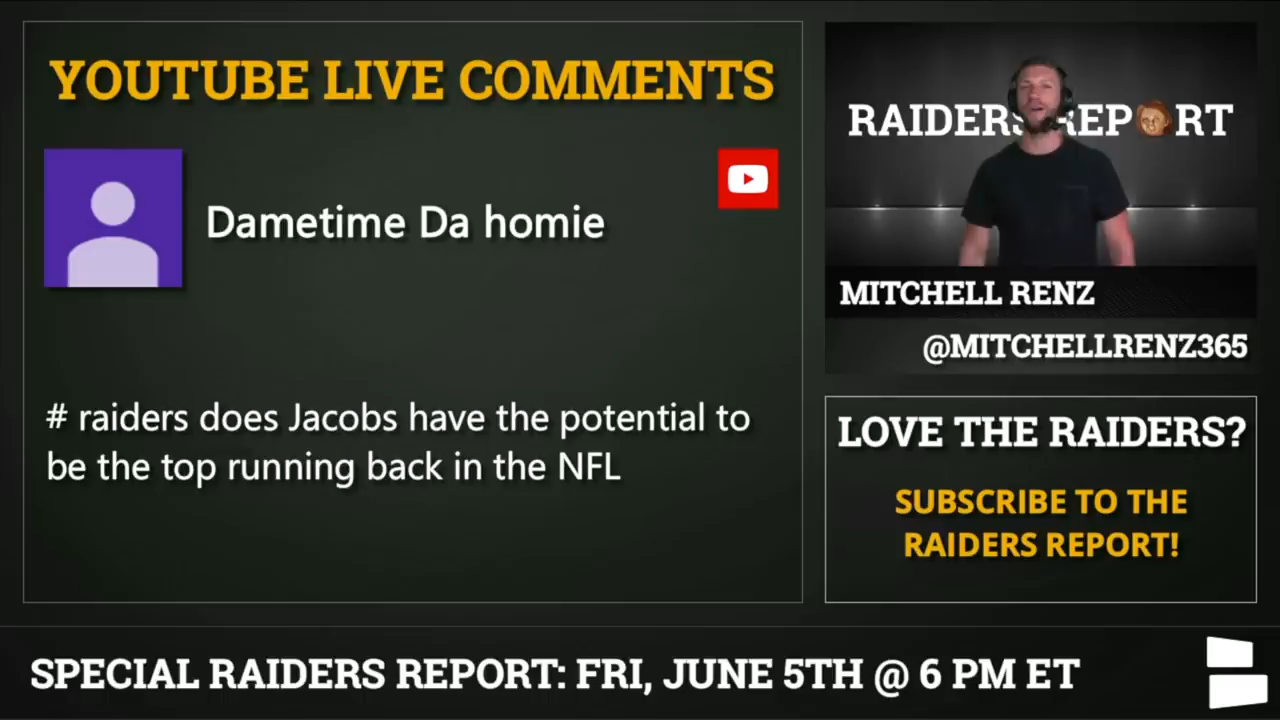 YOUTUBE LIVE COMMENTS
Dametime Da homie
# raiders does Jacobs have the potential to
be the top running back in the NFL
RAIDERS REPORT
MITCHELL RENZ
@MITCHELLRENZ365
LOVE THE RAIDERS?
SUBSCRIBE TO THE
RAIDERS REPORT!
SPECIAL RAIDERS REPORT: FRI, JUNE 5TH @ 6 PM ET